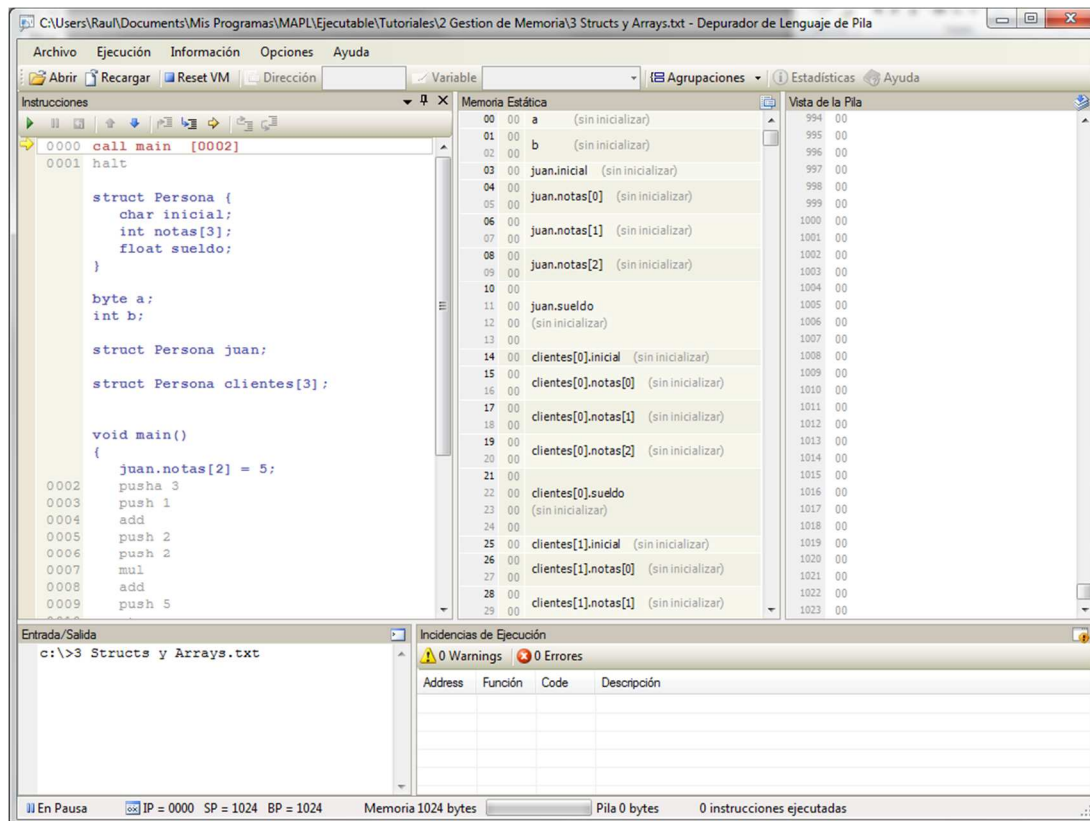 C:\Users\Raul\Documents\Mis Programas\MAPL\Ejecutable\Tutoriales\2 Gestion de Memoria\3 Structs y Arrays.txt - Depurador de Lenguaje de Pila
Archivo Ejecución Información Opciones Ayuda
Abrir Recargar Reset VM Dirección Variable Agrupaciones Estadísticas Ayuda
Instrucciones
0000 call main [0002]
0001 halt
struct Persona {
char inicial;
int notas[3];
float sueldo;
}
byte a;
int b;
struct Persona juan;
struct Persona clientes[3];
void main()
{
juan.notas[2] = 5;
0002 pusha 3
0003 push 1
0004 add
0005 push 2
0006 push 2
0007 mul
0008 add
0009 push 5
Memoria Estática
00 00 a (sin inicializar)
01 00 b (sin inicializar)
02 00
03 00 juan.inicial (sin inicializar)
04 00 juan.notas[0] (sin inicializar)
05 00
06 00 juan.notas[1] (sin inicializar)
07 00
08 00 juan.notas[2] (sin inicializar)
09 00
10 00
11 00 juan.sueldo
12 00 (sin inicializar)
13 00
14 00 clientes[0].inicial (sin inicializar)
15 00 clientes[0].notas[0] (sin inicializar)
16 00
17 00 clientes[0].notas[1] (sin inicializar)
18 00
19 00 clientes[0].notas[2] (sin inicializar)
20 00
21 00
22 00 clientes[0].sueldo
23 00 (sin inicializar)
24 00
25 00 clientes[1].inicial (sin inicializar)
26 00 clientes[1].notas[0] (sin inicializar)
27 00
28 00 clientes[1].notas[1] (sin inicializar)
29 00
Vista de la Pila
994 00
995 00
996 00
997 00
998 00
999 00
1000 00
1001 00
1002 00
1003 00
1004 00
1005 00
1006 00
1007 00
1008 00
1009 00
1010 00
1011 00
1012 00
1013 00
1014 00
1015 00
1016 00
1017 00
1018 00
1019 00
1020 00
1021 00
1022 00
1023 00
Entrada/Salida
c:\>3 Structs y Arrays.txt
Incidencias de Ejecución
0 Warnings 0 Errores
Address Función Code Descripción
En Pausa IP = 0000 SP = 1024 BP = 1024 Memoria 1024 bytes Pila 0 bytes 0 instrucciones ejecutadas